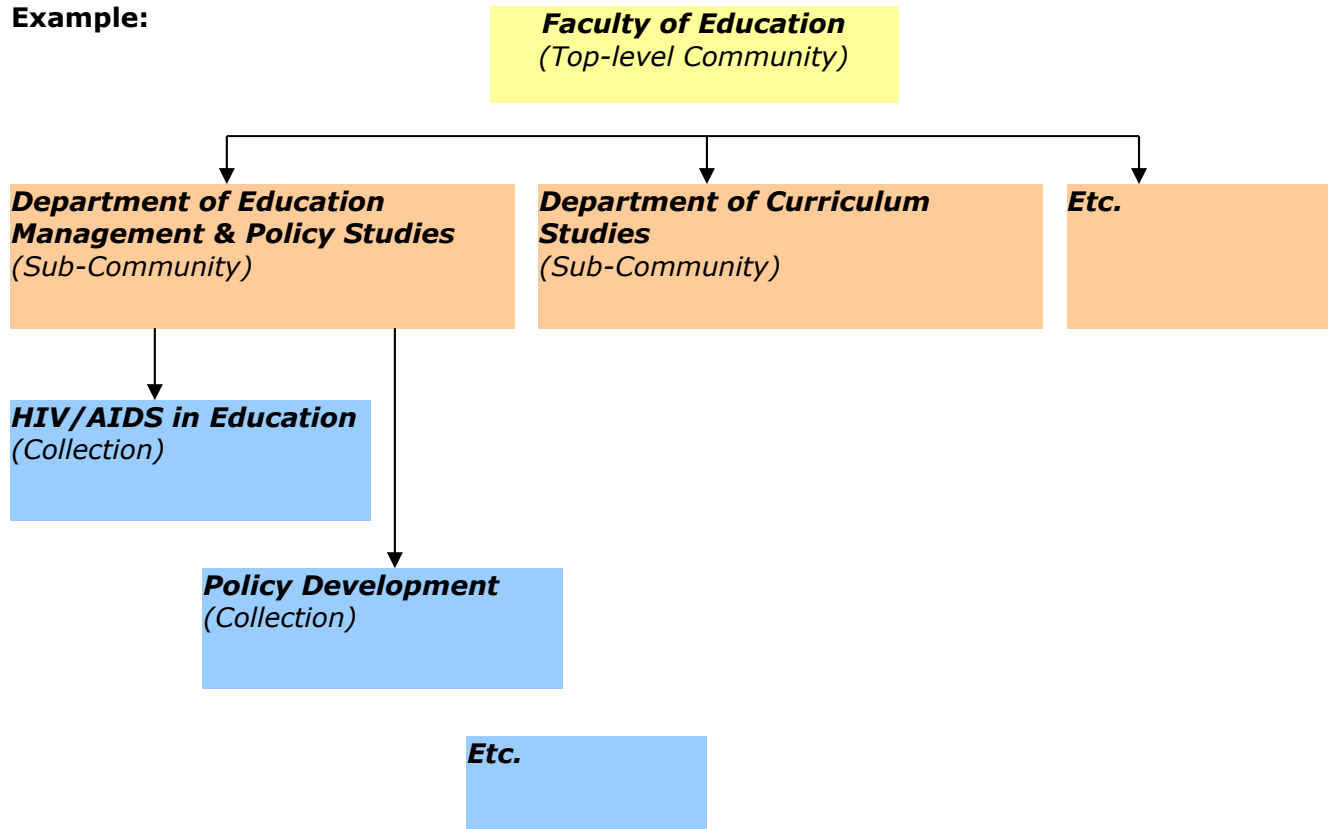 Example:
Faculty of Education
(Top-level Community)
Department of Education
Management & Policy Studies
(Sub-Community)
Department of Curriculum
Studies
(Sub-Community)
Etc.
HIV/AIDS in Education
(Collection)
Policy Development
(Collection)
Etc.